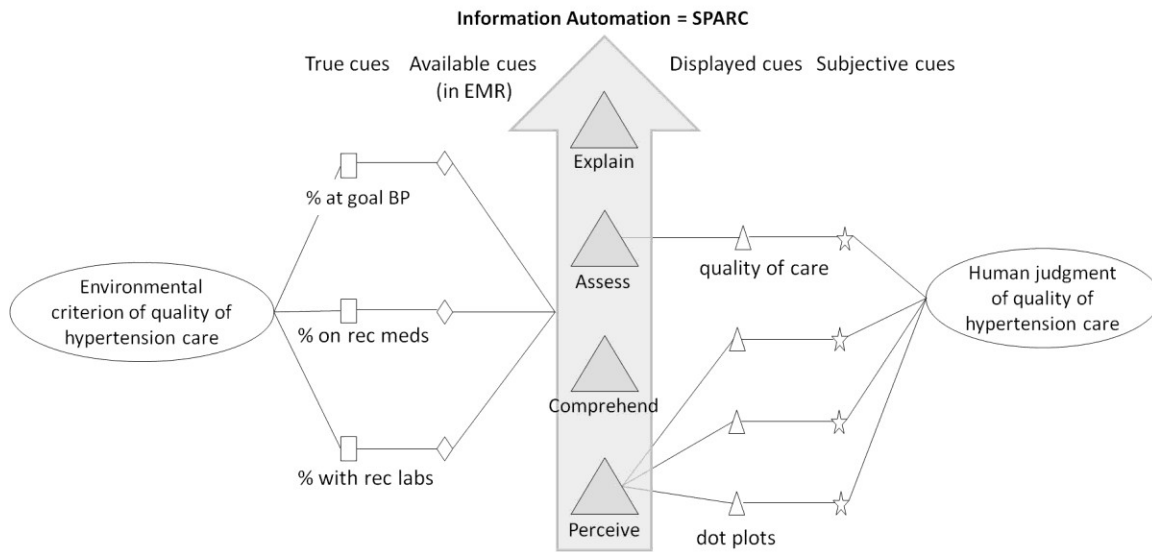 Information Automation = SPARC
True cues
Available cues
(in EMR)
Displayed cues
Subjective cues
Explain
% at goal BP
Assess
quality of care
Environmental
criterion of quality of
hypertension care
% on rec meds
Human judgment
of quality of
hypertension care
Comprehend
% with rec labs
Perceive
dot plots